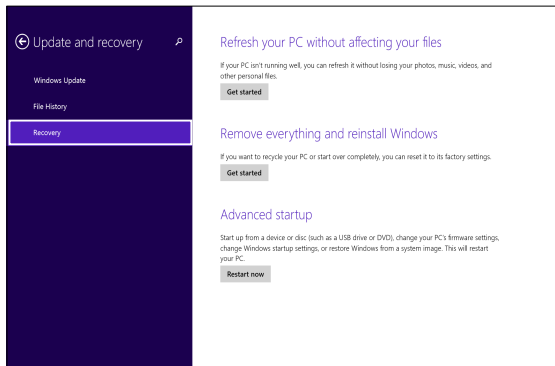 Update and recovery
Windows Update
File History
Recovery
Refresh your PC without affecting your files
If your PC isn't running well, you can refresh it without losing your photos, music, videos, and
other personal files.
Get started
Remove everything and reinstall Windows
If you want to recycle your PC or start over completely, you can reset it to its factory settings.
Get started
Advanced startup
Start up from a device or disc (such as a USB drive or DVD), change your PC's firmware settings,
change Windows startup settings, or restore Windows from a system image. This will restart
your PC.
Restart now